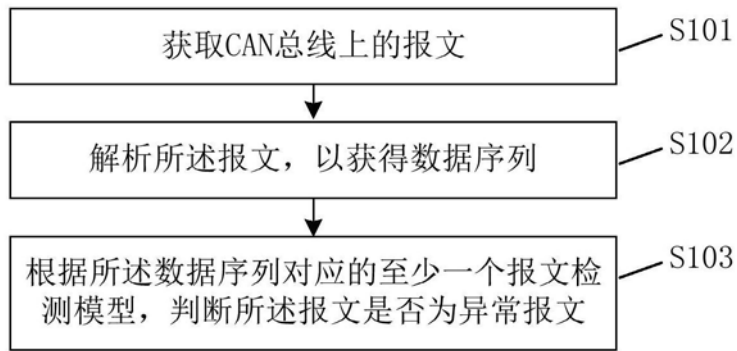 获取CAN总线上的报文
S101
解析所述报文，以获得数据序列
S102
根据所述数据序列对应的至少一个报文检
测模型，判断所述报文是否为异常报文
S103